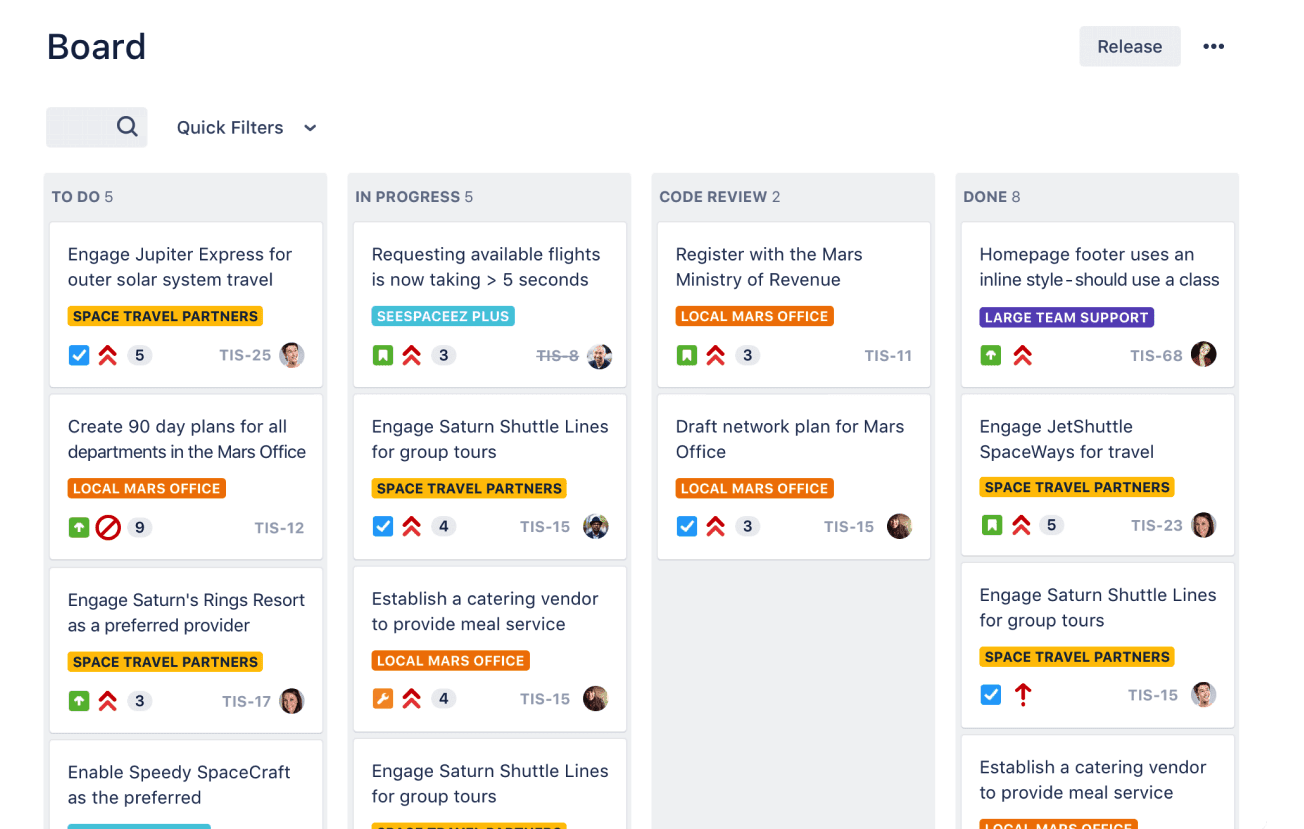 Board
Release
Quick Filters
TO DO 5
Engage Jupiter Express for
outer solar system travel
SPACE TRAVEL PARTNERS
5 TIS-25
Create 90 day plans for all
departments in the Mars Office
LOCAL MARS OFFICE
9 TIS-12
Engage Saturn's Rings Resort
as a preferred provider
SPACE TRAVEL PARTNERS
3 TIS-17
Enable Speedy SpaceCraft
as the preferred
IN PROGRESS 5
Requesting available flights
is now taking > 5 seconds
SEESPACEEZ PLUS
3 TIS-8
Engage Saturn Shuttle Lines
for group tours
SPACE TRAVEL PARTNERS
4 TIS-15
Establish a catering vendor
to provide meal service
LOCAL MARS OFFICE
4 TIS-15
Engage Saturn Shuttle Lines
for group tours
SPACE TRAVEL PARTNERS
CODE REVIEW 2
Register with the Mars
Ministry of Revenue
LOCAL MARS OFFICE
3 TIS-11
Draft network plan for Mars
Office
LOCAL MARS OFFICE
3 TIS-15
DONE 8
Homepage footer uses an
inline style-should use a class
LARGE TEAM SUPPORT
TIS-68
Engage JetShuttle
SpaceWays for travel
SPACE TRAVEL PARTNERS
5 TIS-23
Engage Saturn Shuttle Lines
for group tours
SPACE TRAVEL PARTNERS
TIS-15
Establish a catering vendor
to provide meal service
LOCAL MARS OFFICE